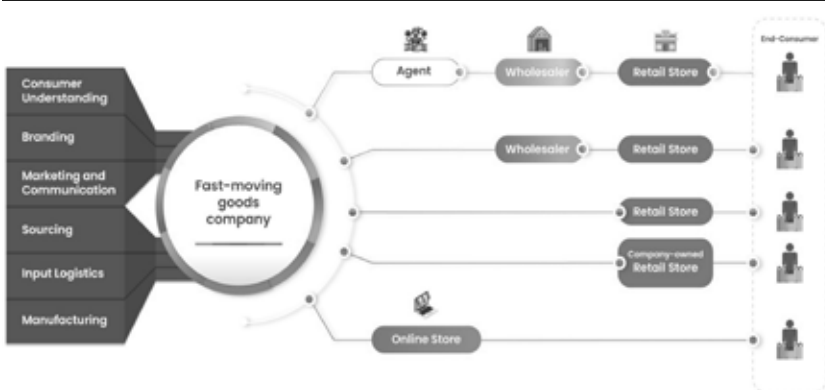 End-Consumer
Agent
Wholesaler
Retail Store
Consumer
Understanding
Branding
Wholesaler
Retail Store
Marketing and
Communication
Fast-moving
goods
company
Retail Store
Sourcing
Company-owned
Retail Store
Input Logistics
Manufacturing
Online Store